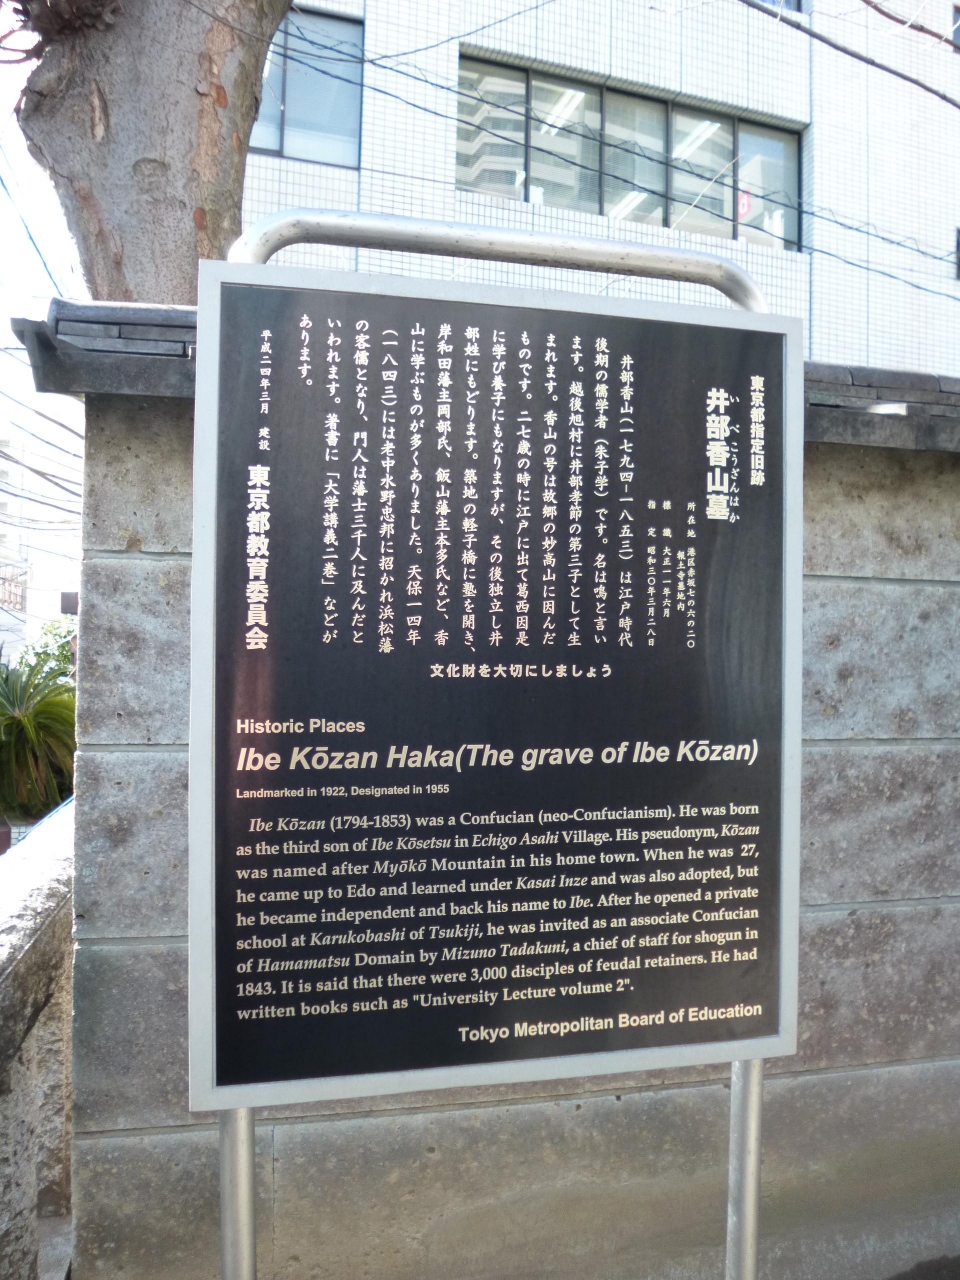 東京都指定旧跡
いべこうざんはか
井部香山墓
所在地 港区赤坂七の六の二〇
報土寺墓地内
標識 大正一一年六月
指定 昭和三〇年三月二八日
井部香山(一七九四-一八五三)は江戸時代
後期の儒学者(朱子学)です。名は鳴と言い
ます。越後旭村に井部孝節の第三子として生
まれます。香山の号は故郷の妙高山に因んだ
ものです。二七歳の時に江戸に出て葛西因是
に学び養子にもなりますが、その後独立し井
部姓にもどります。築地の軽子橋に塾を開き、
岸和田藩主岡部氏、飯山藩主本多氏など、香
山に学ぶものが多くありました。天保一四年
(一八四三)には老中水野忠邦に招かれ浜松藩
の客儒となり、門人は藩士三千人に及んだと
いわれます。著書に「大学講義二巻」などが
あります。
平成二四年三月 建設
東京都教育委員会
文化財を大切にしましょう
Historic Places
Ibe Kōzan Haka(The grave of Ibe Kōzan)
Landmarked in 1922, Designated in 1955
Ibe Kōzan (1794-1853) was a Confucian (neo-Confucianism). He was born
as the third son of Ibe Kōsetsu in Echigo Asahi Village. His pseudonym, Kōzan
was named after Myōkō Mountain in his home town. When he was 27,
he came up to Edo and learned under Kasai Inze and was also adopted, but
he became independent and back his name to Ibe. After he opened a private
school at Karukobashi of Tsukiji, he was invited as an associate Confucian
of Hamamatsu Domain by Mizuno Tadakuni, a chief of staff for shogun in
1843. It is said that there were 3,000 disciples of feudal retainers. He had
written books such as "University Lecture volume 2".
Tokyo Metropolitan Board of Education